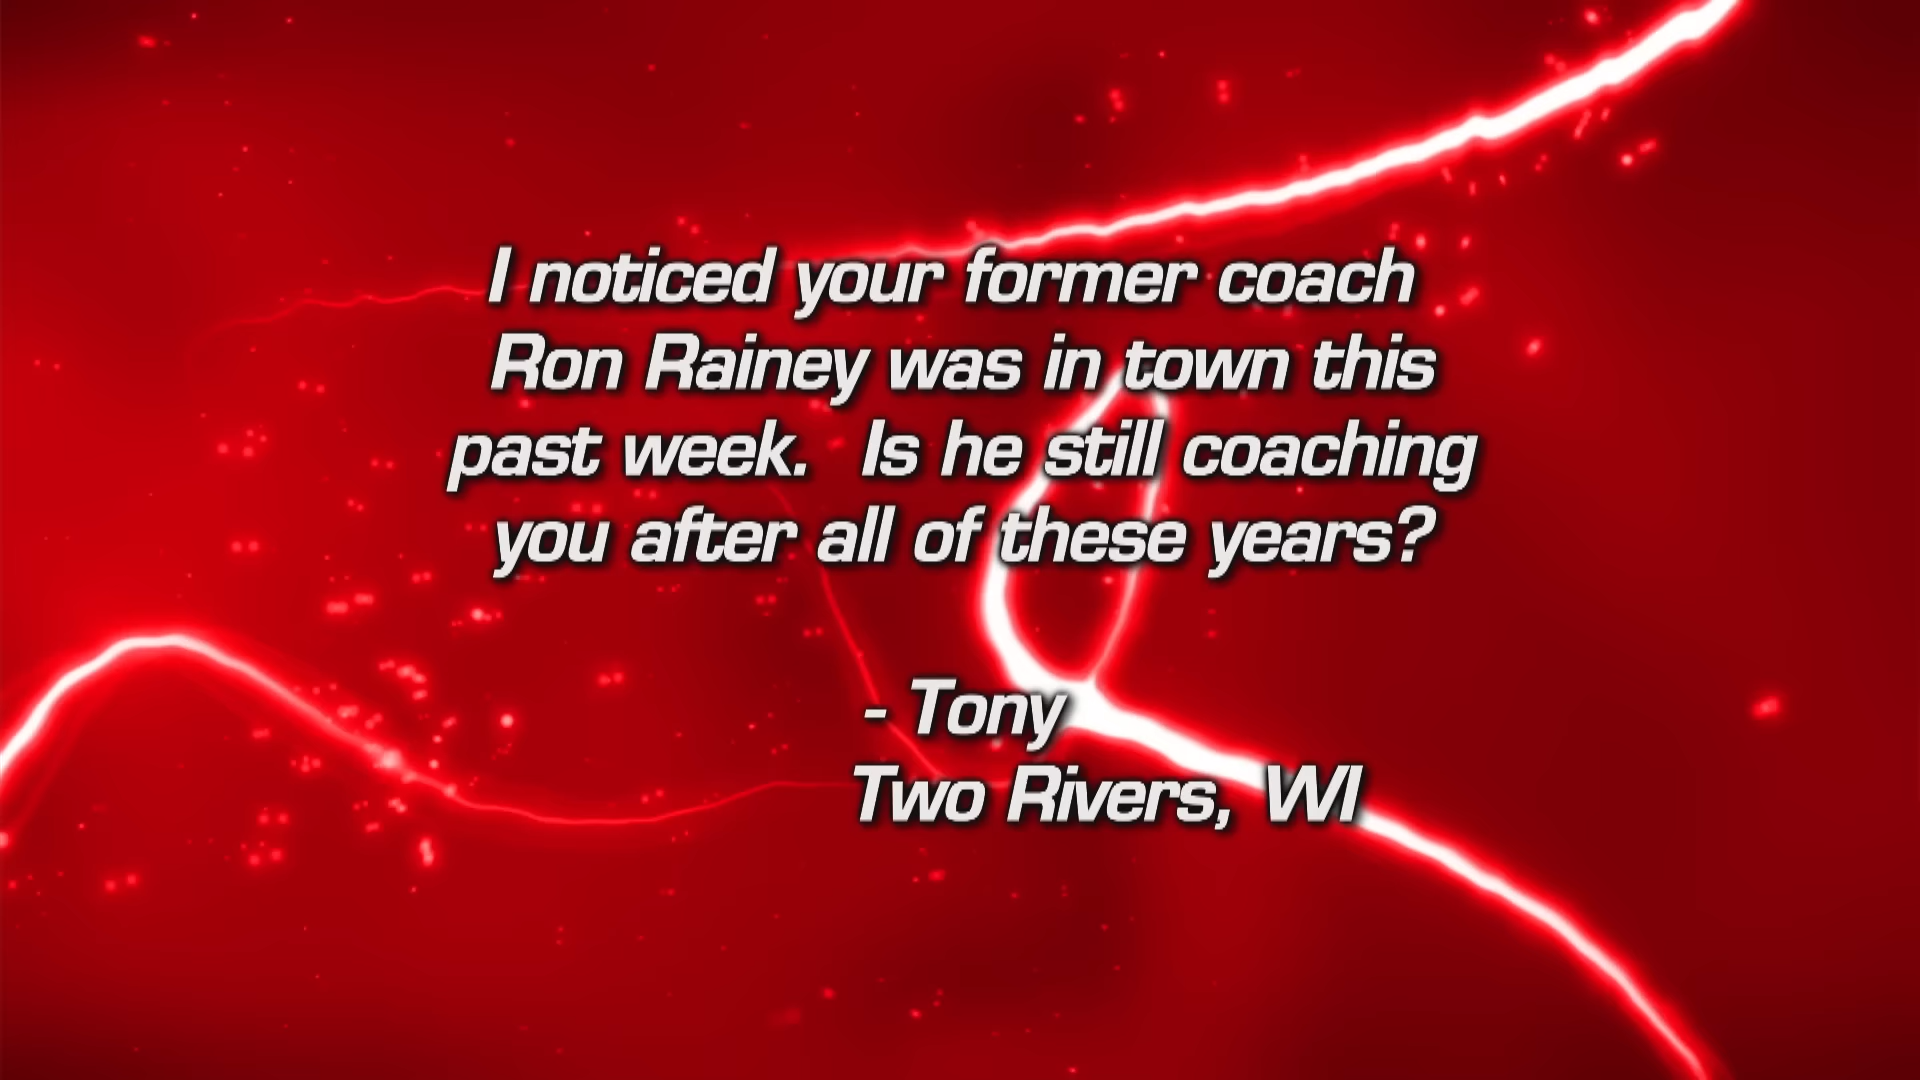 I noticed your former coach
Ron Rainey was in town this
past week.  Is he still coaching
you after all of these years?
- Tony
Two Rivers, WI